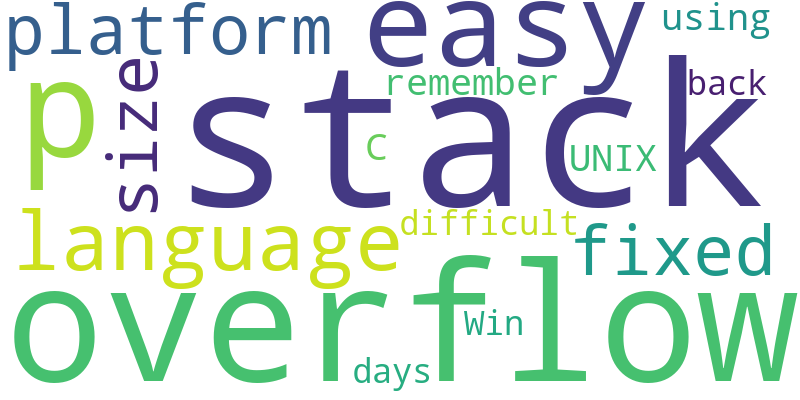 platform
easy
using
p
size
remember
back
stack
C
UNIX
language
difficult
fixed
overflow
Win
days